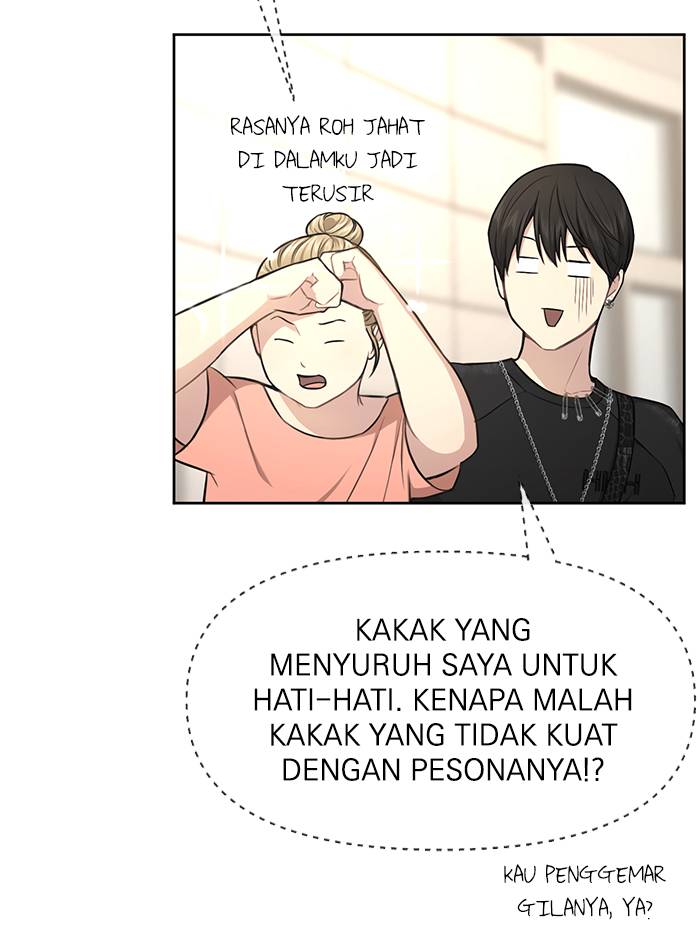 RASANYA ROH JAHAT
DI DALAMKU JADI
TERUSIR
KAKAK YANG
MENYURUH SAYA UNTUK
HATI-HATI. KENAPA MALAH
KAKAK YANG TIDAK KUAT
DENGAN PESONANYA!?
KAU PENGGEMAR
GILANYA, YA?